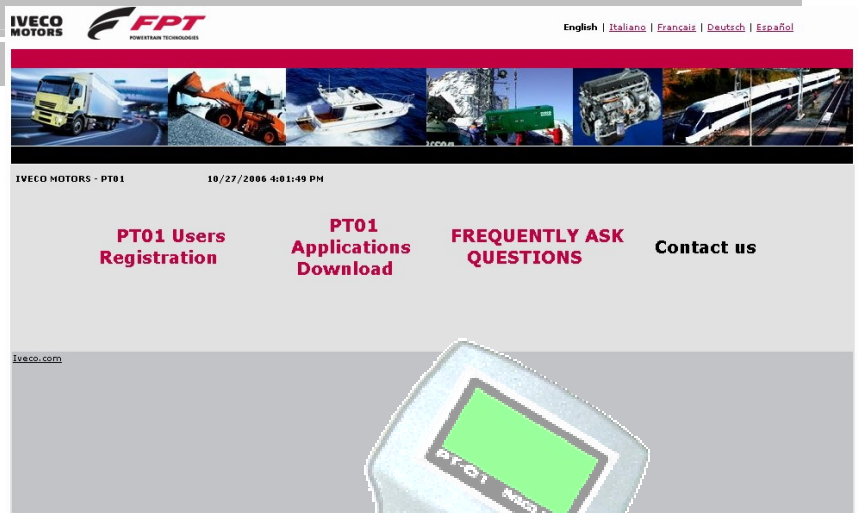 IVECO
MOTORS
FPT
POWERTRAIN TECHNOLOGIES
English | Italiano | Français | Deutsch | Español
IVECO MOTORS - PT01 10/27/2006 4:01:49 PM
PT01 Users
Registration
PT01
Applications
Download
FREQUENTLY ASK
QUESTIONS
Contact us
Iveco.com
PT-01